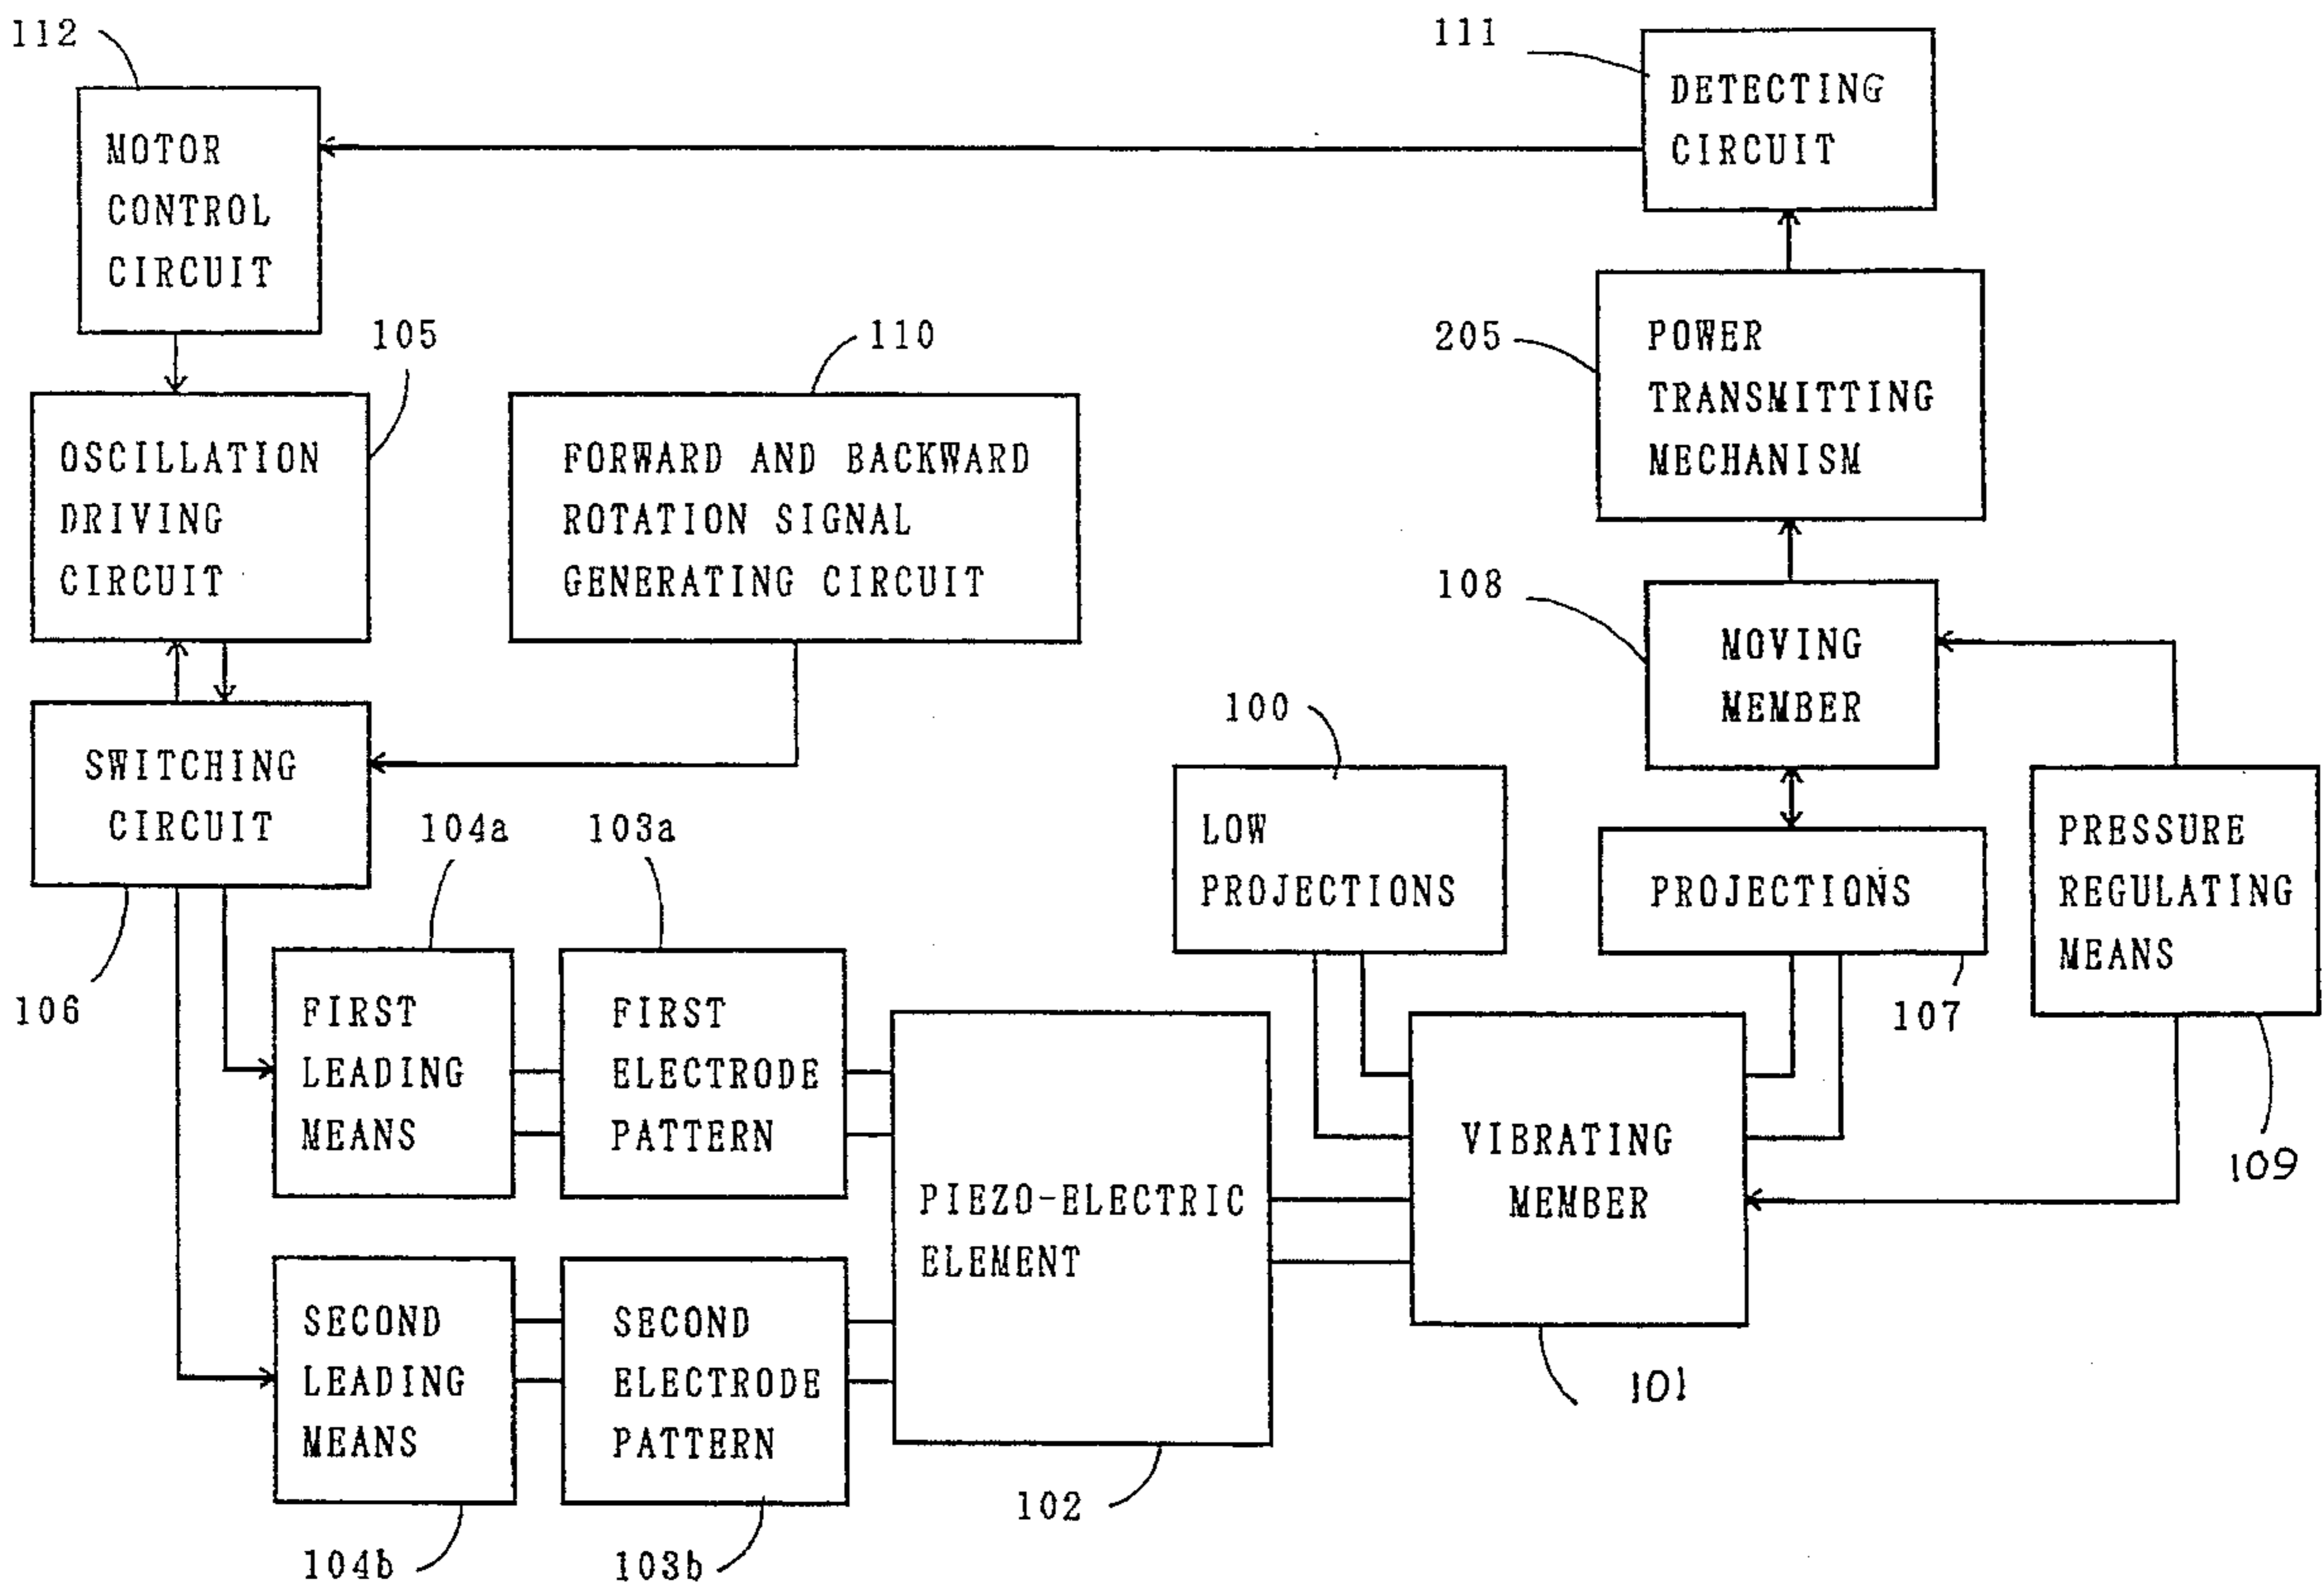 112
MOTOR
CONTROL
CIRCUIT
111
DETECTING
CIRCUIT
105
OSCILLATION
DRIVING
CIRCUIT
110
FORWARD AND BACKWARD
ROTATION SIGNAL
GENERATING CIRCUIT
205
POWER
TRANSMITTING
MECHANISM
108
MOVING
MEMBER
SWITCHING
CIRCUIT
106
100
LOW
PROJECTIONS
PROJECTIONS
107
PRESSURE
REGULATING
MEANS
109
104a
FIRST
LEADING
MEANS
103a
FIRST
ELECTRODE
PATTERN
PIEZO-ELECTRIC
ELEMENT
102
VIBRATING
MEMBER
101
SECOND
LEADING
MEANS
104b
SECOND
ELECTRODE
PATTERN
103b